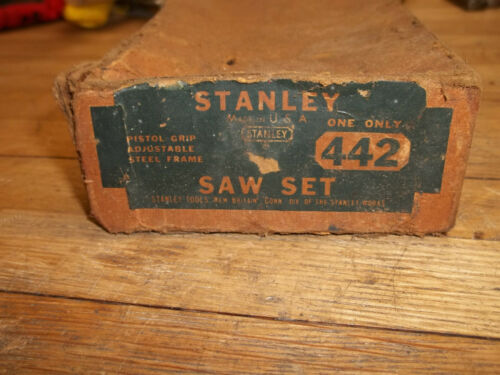 STANLEY
MADE IN U.S.A
STANLEY
ONE ONLY
PISTOL GRIP
ADJUSTABLE
STEEL FRAME
442
SAW SET
STANLEY TOOLS, NEW BRITAIN, CONN. DIV. OF THE STANLEY WORKS